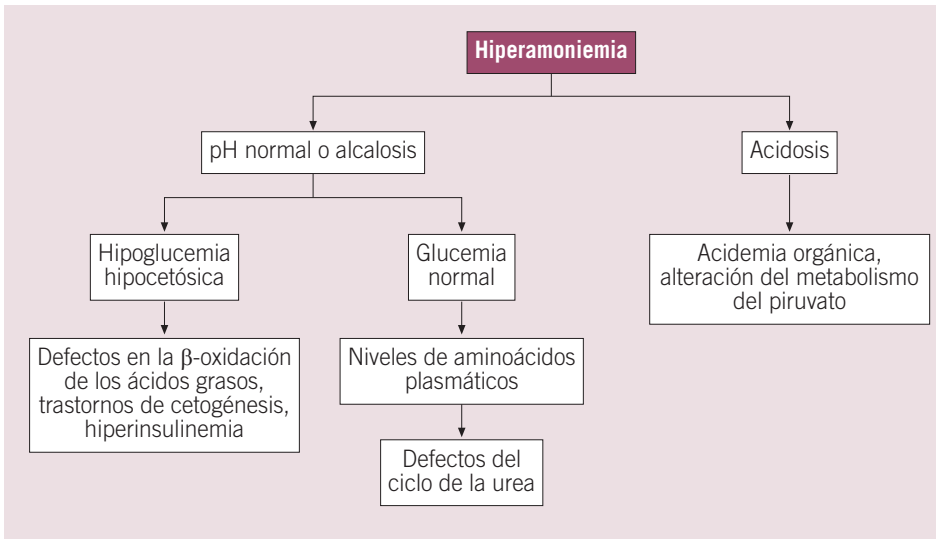 Hiperamoniemia
pH normal o alcalosis
Acidosis
Hipoglucemia
hipocetósica
Glucemia
normal
Acidemia orgánica,
alteración del metabolismo
del piruvato
Defectos en la β-oxidación
de los ácidos grasos,
trastornos de cetogénesis,
hiperinsulinemia
Niveles de aminoácidos
plasmáticos
Defectos del
ciclo de la urea